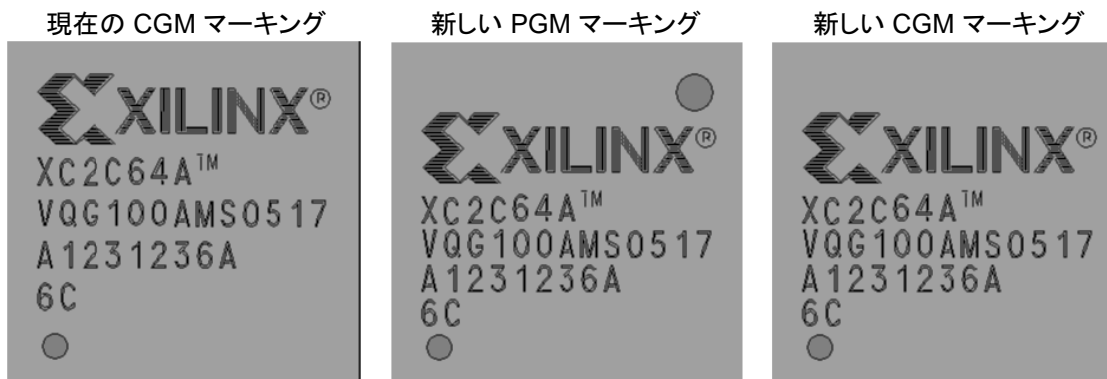 現在の CGM マーキング
XILINX®
XC2C64A™
VQG100AMS0517
A1231236A
6C
新しい PGM マーキング
XILINX®
XC2C64A™
VQG100AMS0517
A1231236A
6C
新しい CGM マーキング
XILINX®
XC2C64A™
VQG100AMS0517
A1231236A
6C